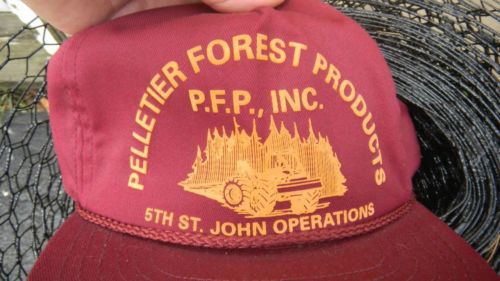 PELLETIER FOREST PRODUCTS
P.F.P., INC.
5TH ST. JOHN OPERATIONS